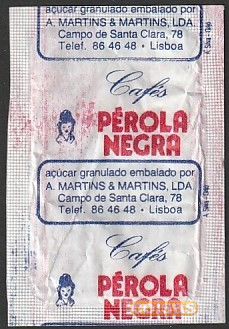 açúcar granulado embalado por
A. MARTINS & MARTINS, LDA.
Campo de Santa Clara, 78
Telef. 86 46 48 • Lisboa
Cafés
PÉROLA
NEGRA
açúcar granulado embalado por
A. MARTINS & MARTINS, LDA
Campo de Santa Clara, 78
Telef. 86 46 48 • Lisboa
Cafés
PÉROLA
NEGRA